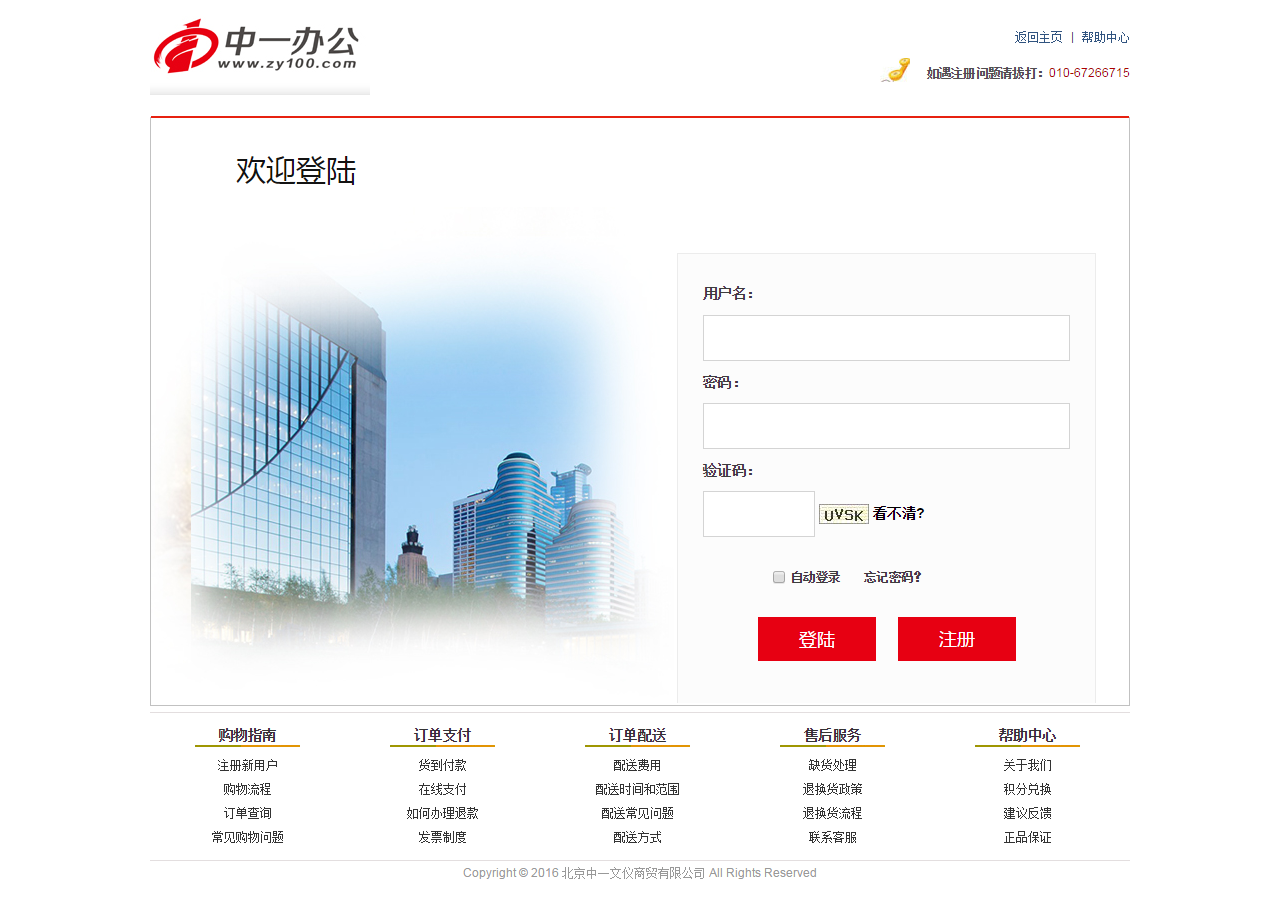 中一办公
www.zy100.com
返回主页 | 帮助中心
如遇注册问题请拔打：010-67266715
欢迎登陆
用户名：
密码：
验证码：
UVSK 看不清?
自动登录 忘记密码?
登陆 注册
购物指南 订单支付 订单配送 售后服务 帮助中心
注册新用户 货到付款 配送费用 缺货处理 关于我们
购物流程 在线支付 配送时间和范围 退换货政策 积分兑换
订单查询 如何办理退款 配送常见问题 退换货流程 建议反馈
常见购物问题 发票制度 配送方式 联系客服 正品保证
Copyright © 2016 北京中一文仪商贸有限公司 All Rights Reserved